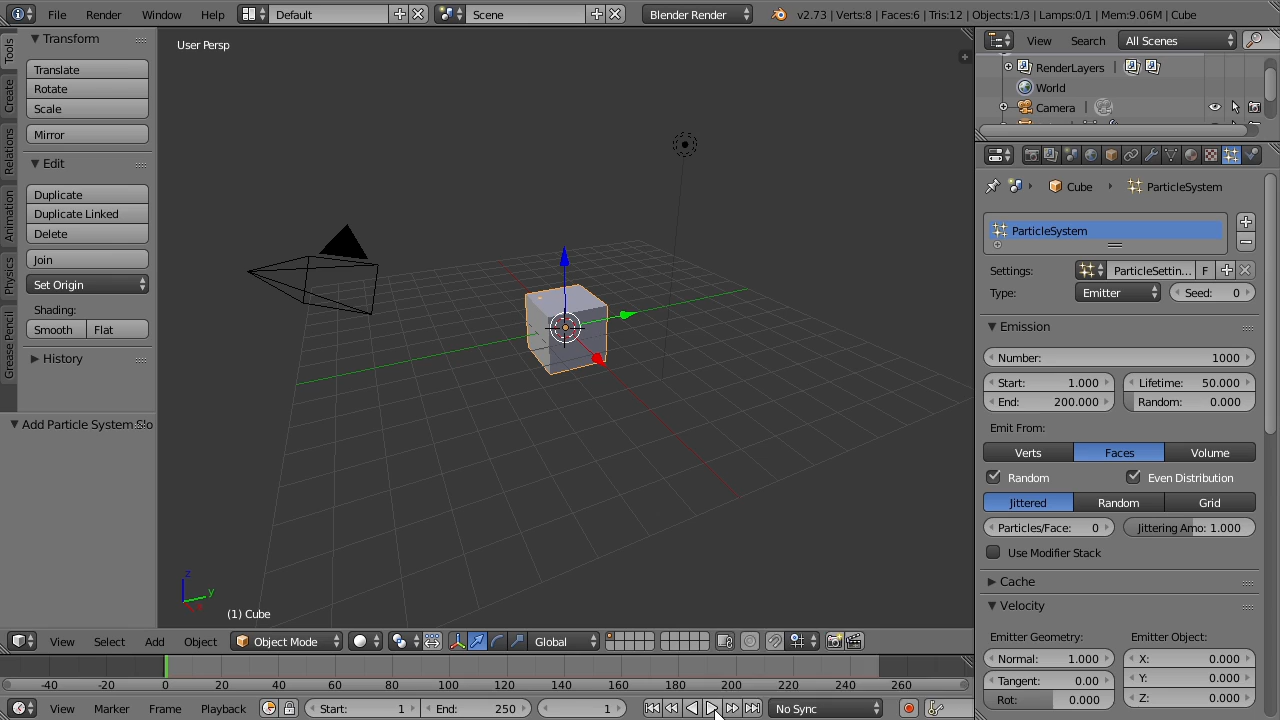 File Render Window Help Default Scene Blender Render v2.73 | Verts:8 | Faces:6 | Tris:12 | Objects:1/3 | Lamps:0/1 | Mem:9.06M | Cube
Tools
Create
Relations
Animation
Physics
Grease Pencil
Transform
Translate
Rotate
Scale
Mirror
Edit
Duplicate
Duplicate Linked
Delete
Join
Set Origin
Shading:
Smooth Flat
History
Add Particle System
User Persp
z
y
(1) Cube
View Search All Scenes
RenderLayers
World
Camera
Cube ParticleSystem
ParticleSystem
Settings: ParticleSettin... F
Type: Emitter Seed: 0
Emission
Number: 1000
Start: 1.000 Lifetime: 50.000
End: 200.000 Random: 0.000
Emit From:
Verts Faces Volume
Random Even Distribution
Jittered Random Grid
Particles/Face: 0 Jittering Amo: 1.000
Use Modifier Stack
Cache
Velocity
Emitter Geometry: Emitter Object:
Normal: 1.000 X: 0.000
Tangent: 0.00 Y: 0.000
Rot: 0.000 Z: 0.000
View Select Add Object Object Mode Global
-40 -20 0 20 40 60 80 100 120 140 160 180 200 220 240 260
View Marker Frame Playback Start: 1 End: 250 1 No Sync